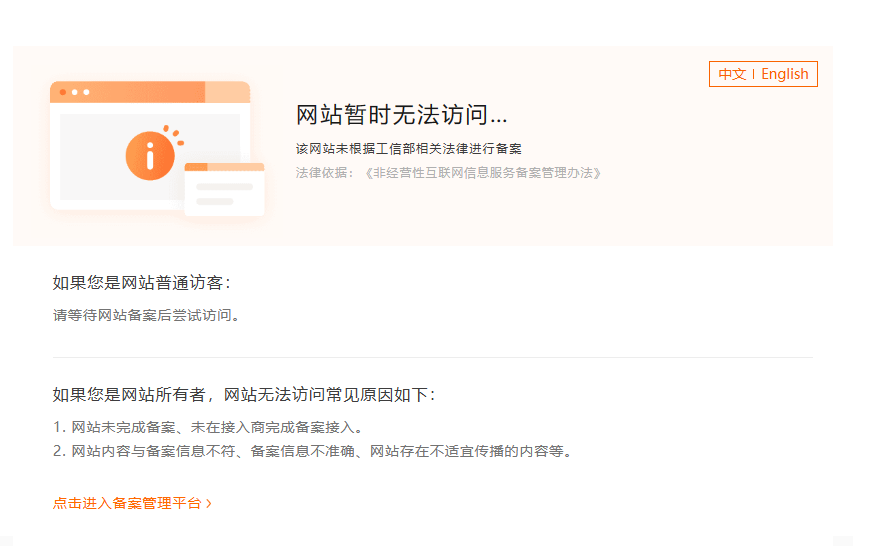 中文 | English
网站暂时无法访问...
该网站未根据工信部相关法律进行备案
法律依据：《非经营性互联网信息服务备案管理办法》
如果您是网站普通访客：
请等待网站备案后尝试访问。
如果您是网站所有者，网站无法访问常见原因如下：
1. 网站未完成备案、未在接入商完成备案接入。
2. 网站内容与备案信息不符、备案信息不准确、网站存在不适宜传播的内容等。
点击进入备案管理平台 ›